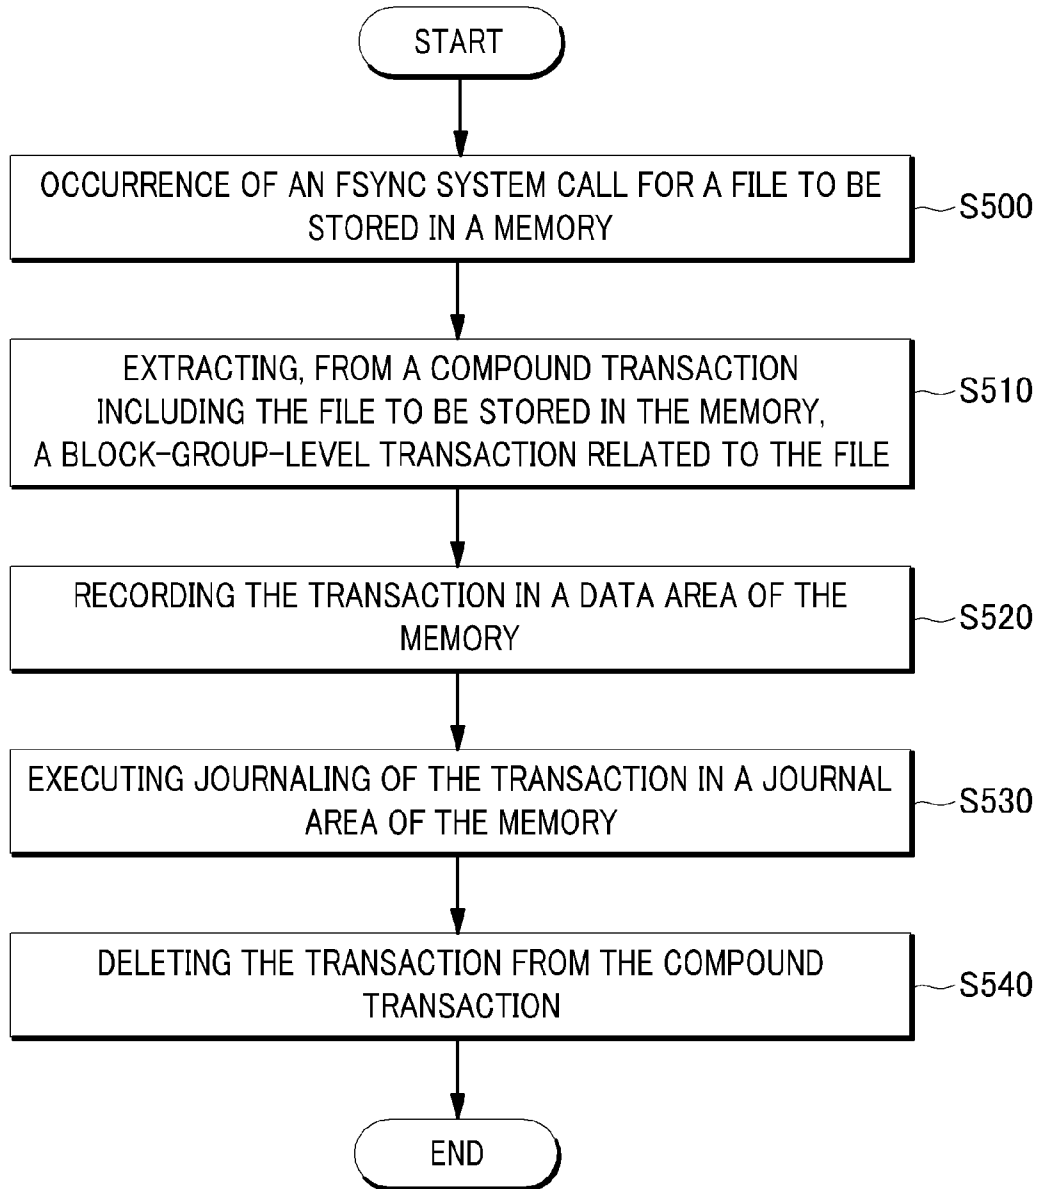 START
OCCURRENCE OF AN FSYNC SYSTEM CALL FOR A FILE TO BE
STORED IN A MEMORY
S500
EXTRACTING, FROM A COMPOUND TRANSACTION
INCLUDING THE FILE TO BE STORED IN THE MEMORY,
A BLOCK-GROUP-LEVEL TRANSACTION RELATED TO THE FILE
S510
RECORDING THE TRANSACTION IN A DATA AREA OF THE
MEMORY
S520
EXECUTING JOURNALING OF THE TRANSACTION IN A JOURNAL
AREA OF THE MEMORY
S530
DELETING THE TRANSACTION FROM THE COMPOUND
TRANSACTION
S540
END